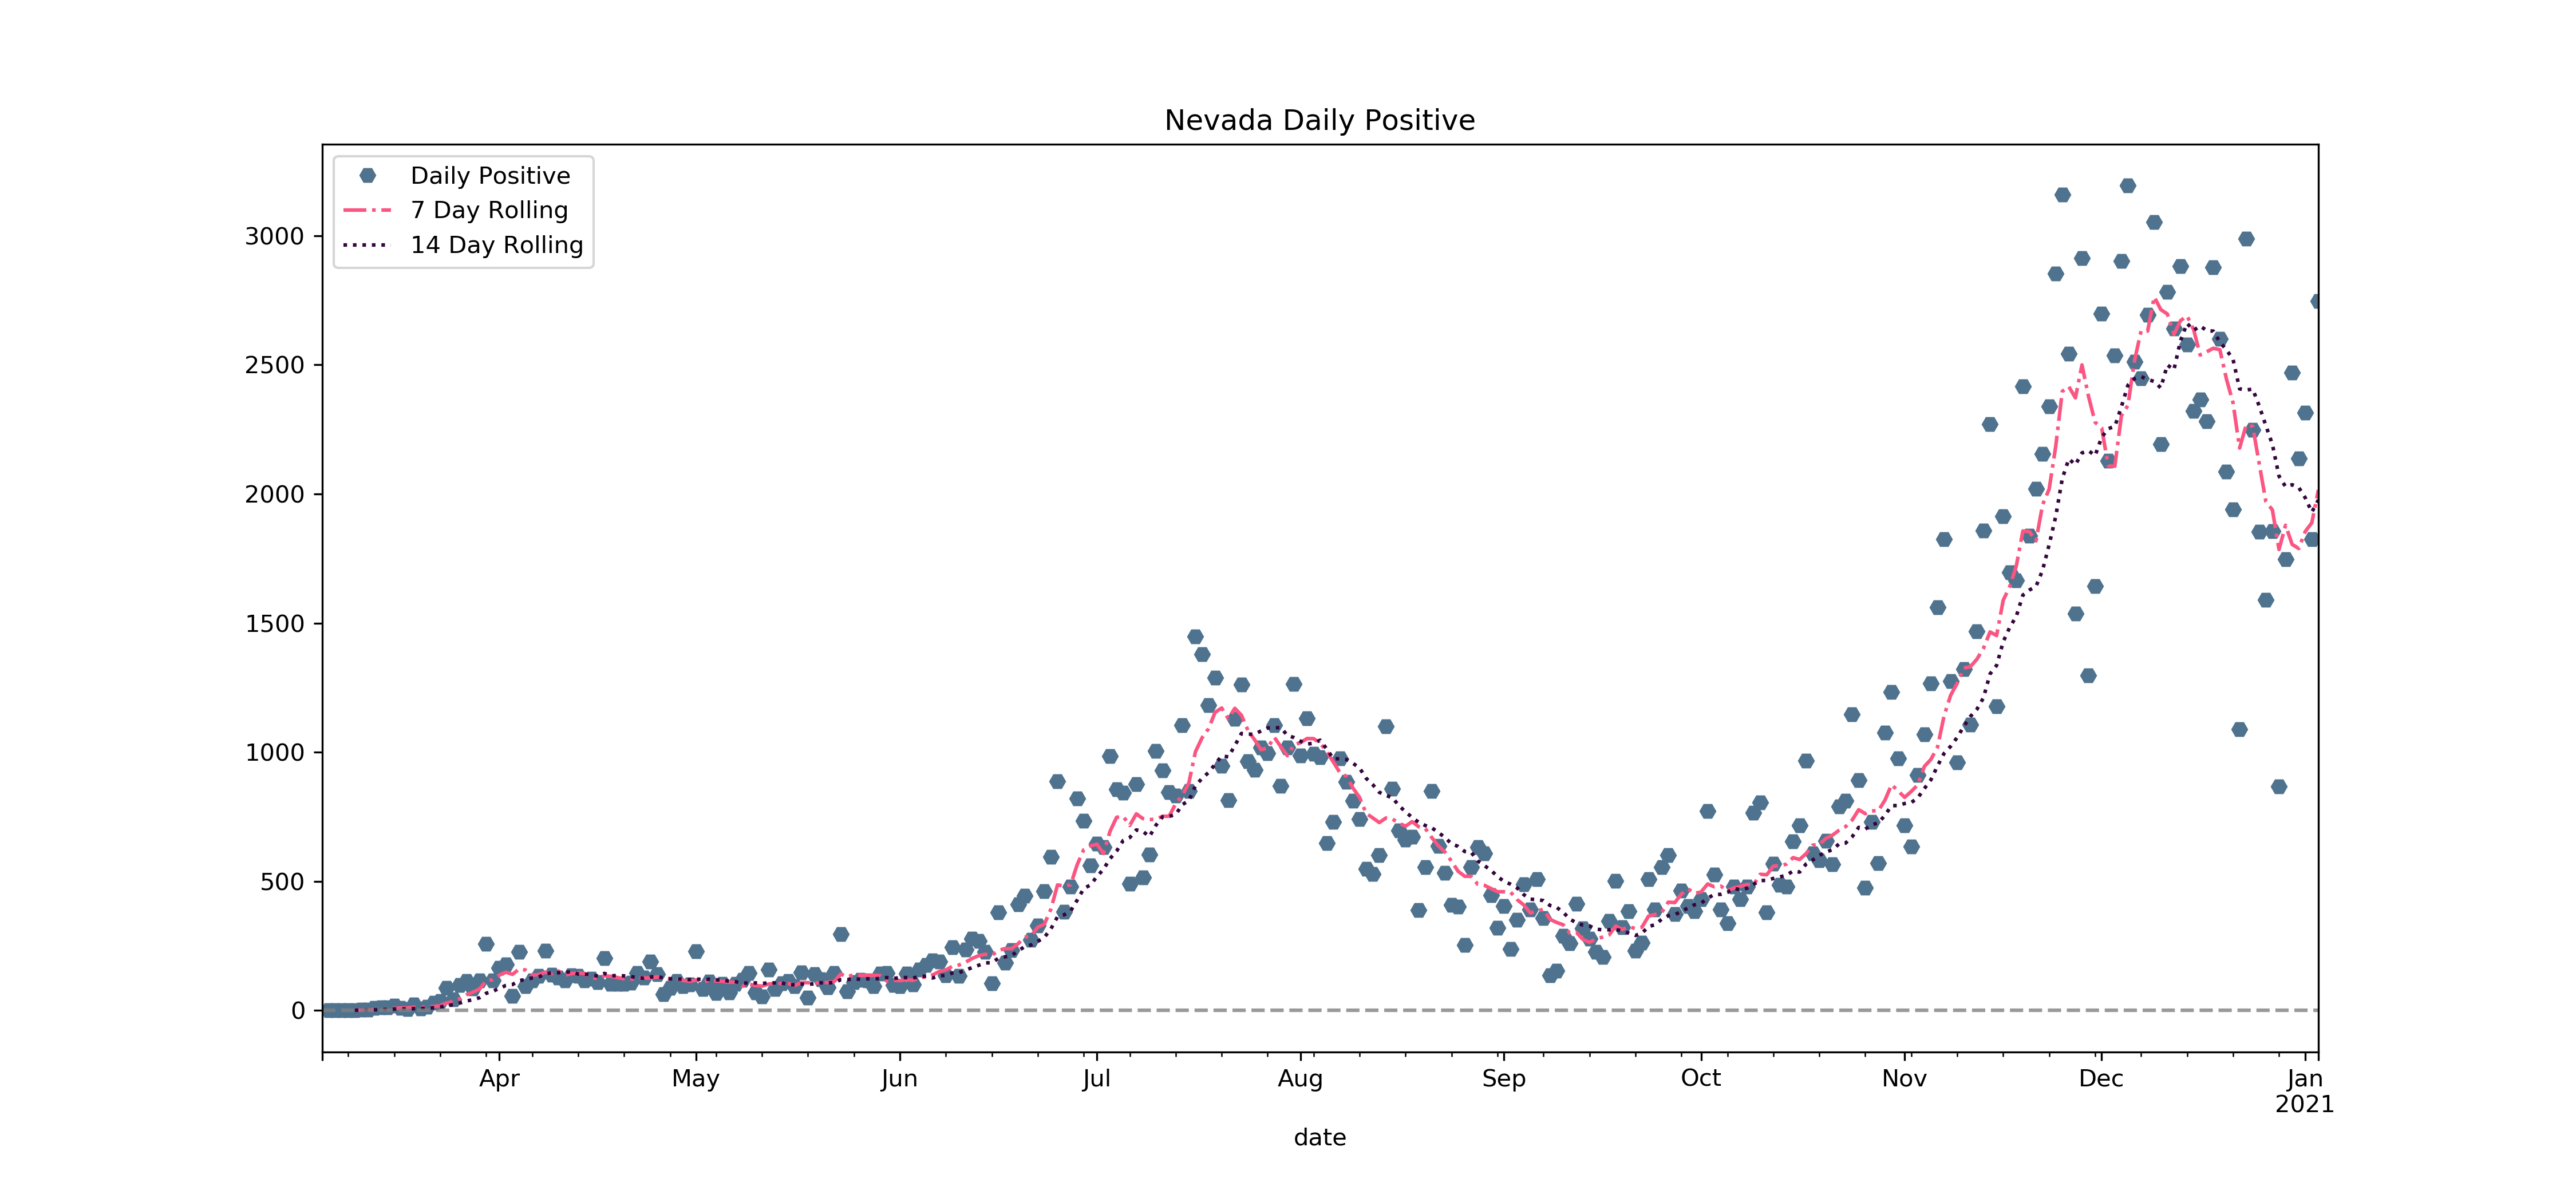 Nevada Daily Positive
Daily Positive
7 Day Rolling
14 Day Rolling
3000
2500
2000
1500
1000
500
0
Apr May Jun Jul Aug Sep Oct Nov Dec Jan
2021
date